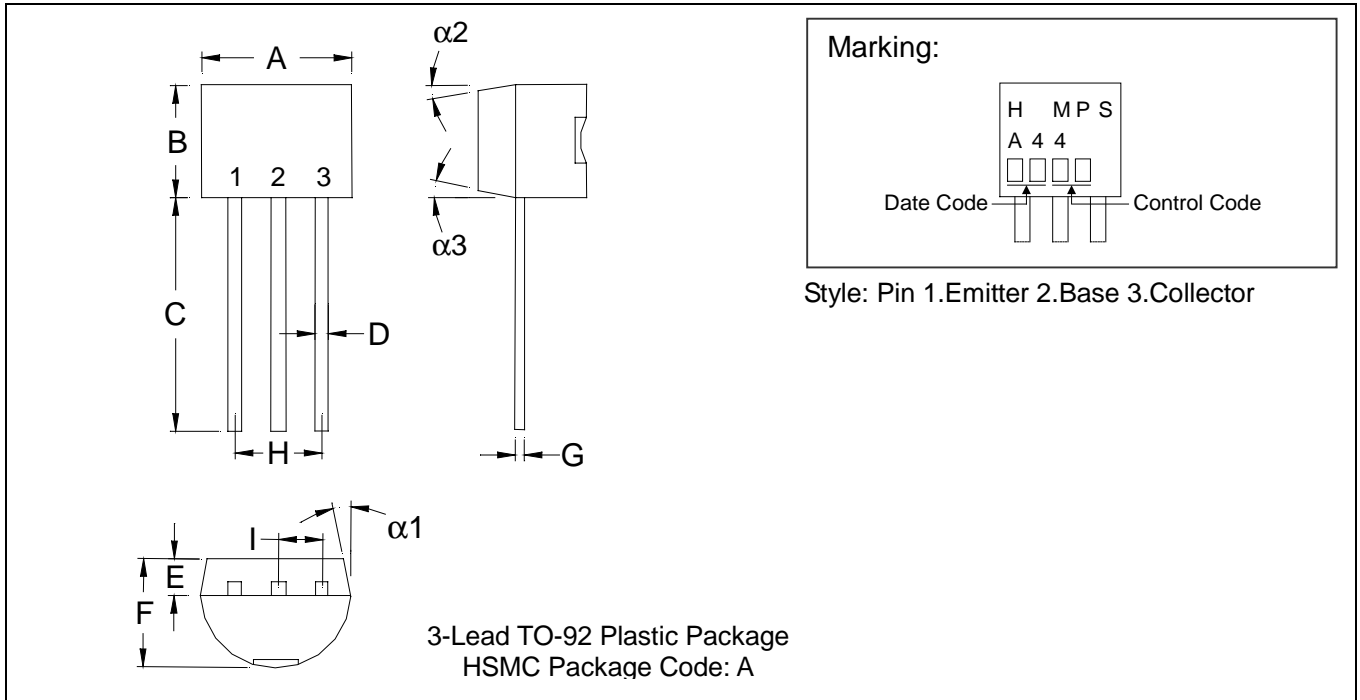 A
B
1 2 3
C
D
H
α2
α3
G
α1
I
E
F
3-Lead TO-92 Plastic Package
HSMC Package Code: A
Marking:
H MPS
A 4 4
Date Code
Control Code
Style: Pin 1.Emitter 2.Base 3.Collector